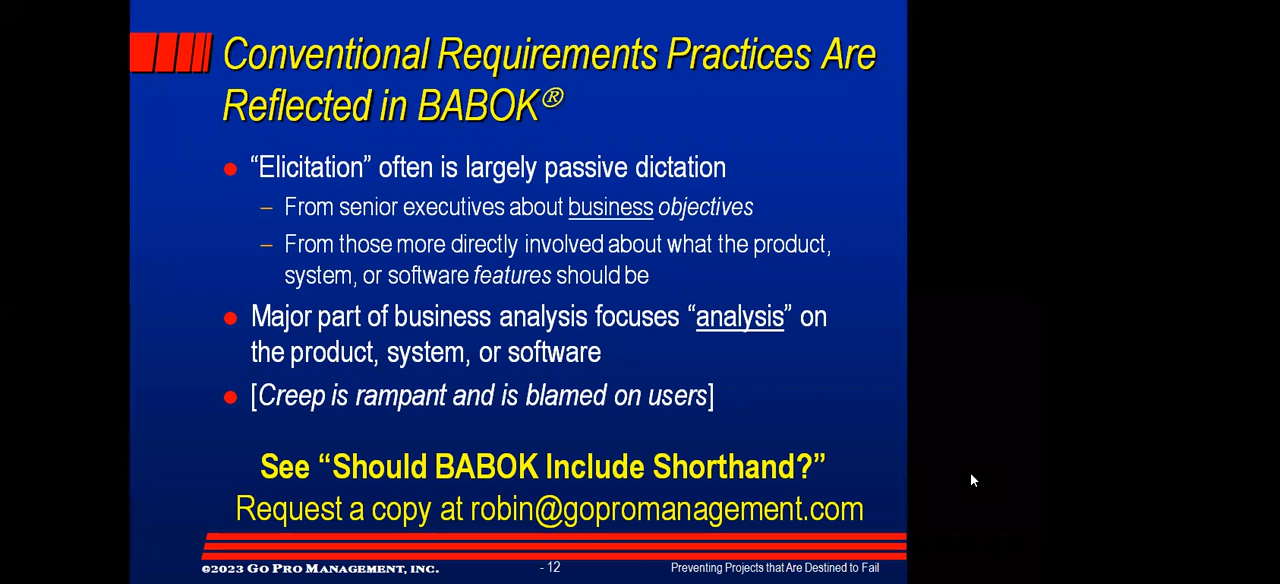 Conventional Requirements Practices Are
Reflected in BABOK®
● “Elicitation” often is largely passive dictation
– From senior executives about business objectives
– From those more directly involved about what the product,
system, or software features should be
● Major part of business analysis focuses “analysis” on
the product, system, or software
● [Creep is rampant and is blamed on users]
See “Should BABOK Include Shorthand?”
Request a copy at robin@gopromanagement.com
©2023 GO PRO MANAGEMENT, INC.
- 12
Preventing Projects that Are Destined to Fail